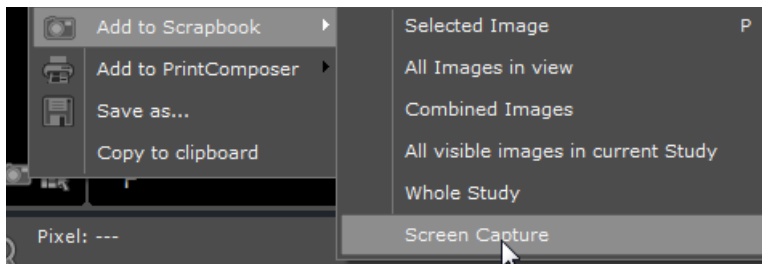 Add to Scrapbook
Add to PrintComposer
Save as...
Copy to clipboard
Pixel: ---
Selected Image P
All Images in view
Combined Images
All visible images in current Study
Whole Study
Screen Capture